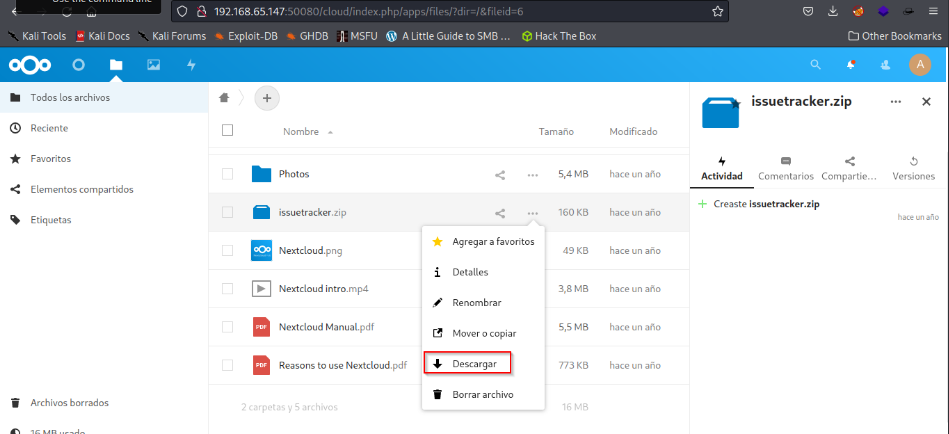 Use the command line
192.168.65.147:50080/cloud/index.php/apps/files/?dir=/&fileid=6
Kali Tools Kali Docs Kali Forums Exploit-DB GHDB MSFU A Little Guide to SMB ... Hack The Box Other Bookmarks
A
Todos los archivos
Reciente
Favoritos
Elementos compartidos
Etiquetas
Archivos borrados
16 MB usado
Nombre Tamaño Modificado
Photos 5,4 MB hace un año
issuetracker.zip 160 KB hace un año
Nextcloud.png 49 KB hace un año
Nextcloud intro.mp4 3,8 MB hace un año
PDF Nextcloud Manual.pdf 5,5 MB hace un año
PDF Reasons to use Nextcloud.pdf 773 KB hace un año
2 carpetas y 5 archivos 16 MB
Agregar a favoritos
Detalles
Renombrar
Mover o copiar
Descargar
Borrar archivo
issuetracker.zip
Actividad Comentarios Compartie... Versiones
Creaste issuetracker.zip
hace un año